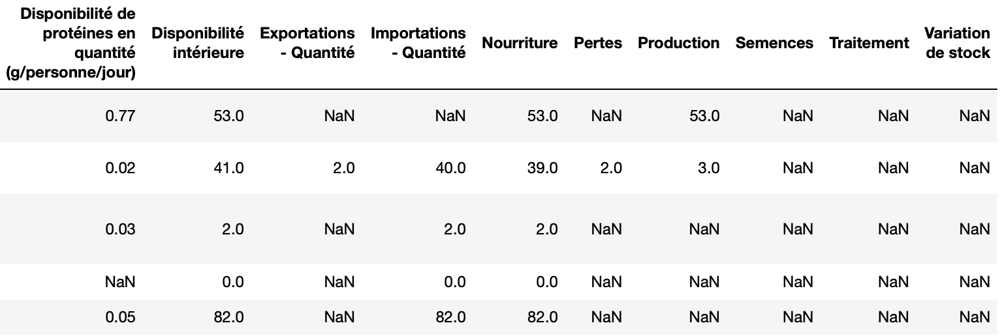 Disponibilité de protéines en quantité (g/personne/jour) Disponibilité intérieure Exportations - Quantité Importations - Quantité Nourriture Pertes Production Semences Traitement Variation de stock
0.77 53.0 NaN NaN 53.0 NaN 53.0 NaN NaN NaN
0.02 41.0 2.0 40.0 39.0 2.0 3.0 NaN NaN NaN
0.03 2.0 NaN 2.0 2.0 NaN NaN NaN NaN NaN
NaN 0.0 NaN 0.0 0.0 NaN NaN NaN NaN NaN
0.05 82.0 NaN 82.0 82.0 NaN NaN NaN NaN NaN